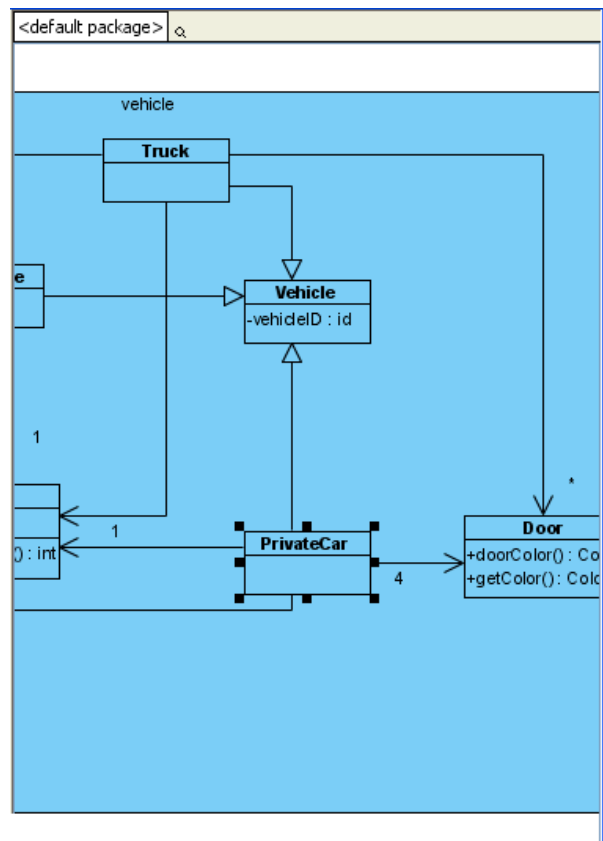 <default package>
vehicle
Truck
e
Vehicle
-vehicleID : id
1
*
1
PrivateCar
Door
() : int
+doorColor() : Co
4
+getColor() : Colo